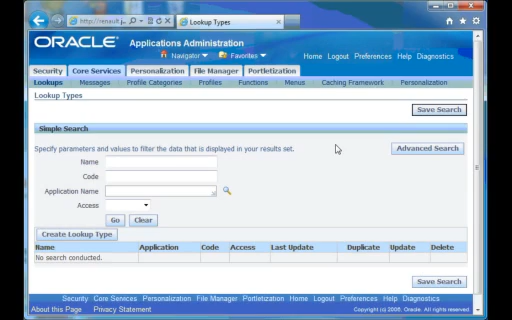 http://renault.j...
Lookup Types
ORACLE Applications Administration
Navigator Favorites Home Logout Preferences Help Diagnostics
Security Core Services Personalization File Manager Portletization
Lookups Messages Profile Categories Profiles Functions Menus Caching Framework Personalization
Lookup Types
Save Search
Simple Search
Specify parameters and values to filter the data that is displayed in your results set.
Advanced Search
Name
Code
Application Name
Access
Go Clear
Create Lookup Type
Name Application Code Access Last Update Duplicate Update Delete
No search conducted.
Save Search
Security Core Services Personalization File Manager Portletization Home Logout Preferences Help Diagnostics
About this Page Privacy Statement Copyright (c) 2006, Oracle. All rights reserved.